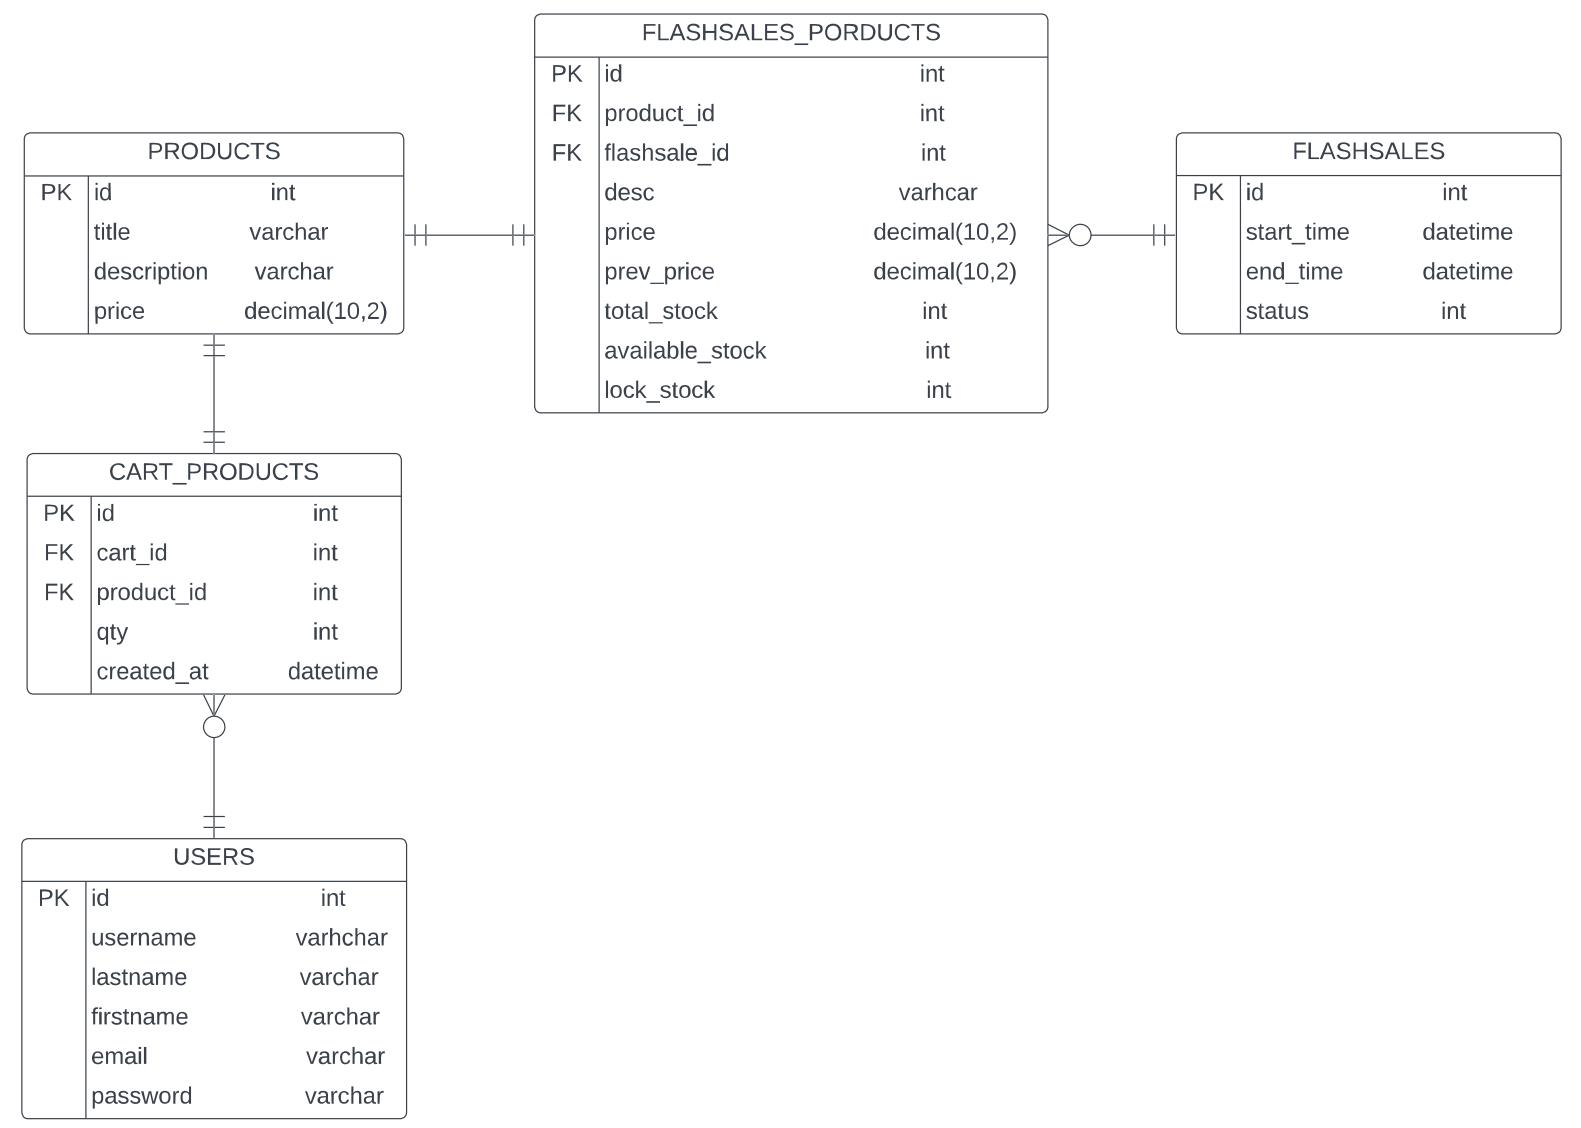 FLASHSALES_PORDUCTS
PK id int
FK product_id int
FK flashsale_id int
desc varhcar
price decimal(10,2)
prev_price decimal(10,2)
total_stock int
available_stock int
lock_stock int
PRODUCTS
PK id int
title varchar
description varchar
price decimal(10,2)
FLASHSALES
PK id int
start_time datetime
end_time datetime
status int
CART_PRODUCTS
PK id int
FK cart_id int
FK product_id int
qty int
created_at datetime
USERS
PK id int
username varhchar
lastname varchar
firstname varchar
email varchar
password varchar